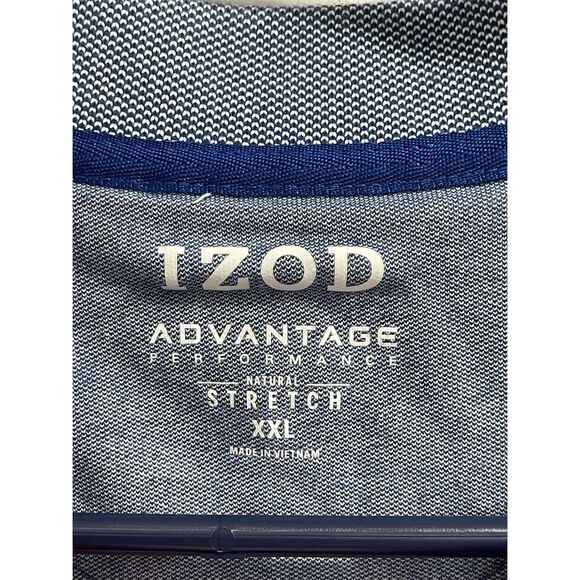 IZOD
ADVANTAGE
PERFORMANCE
NATURAL
STRETCH
XXL
MADE IN VIETNAM